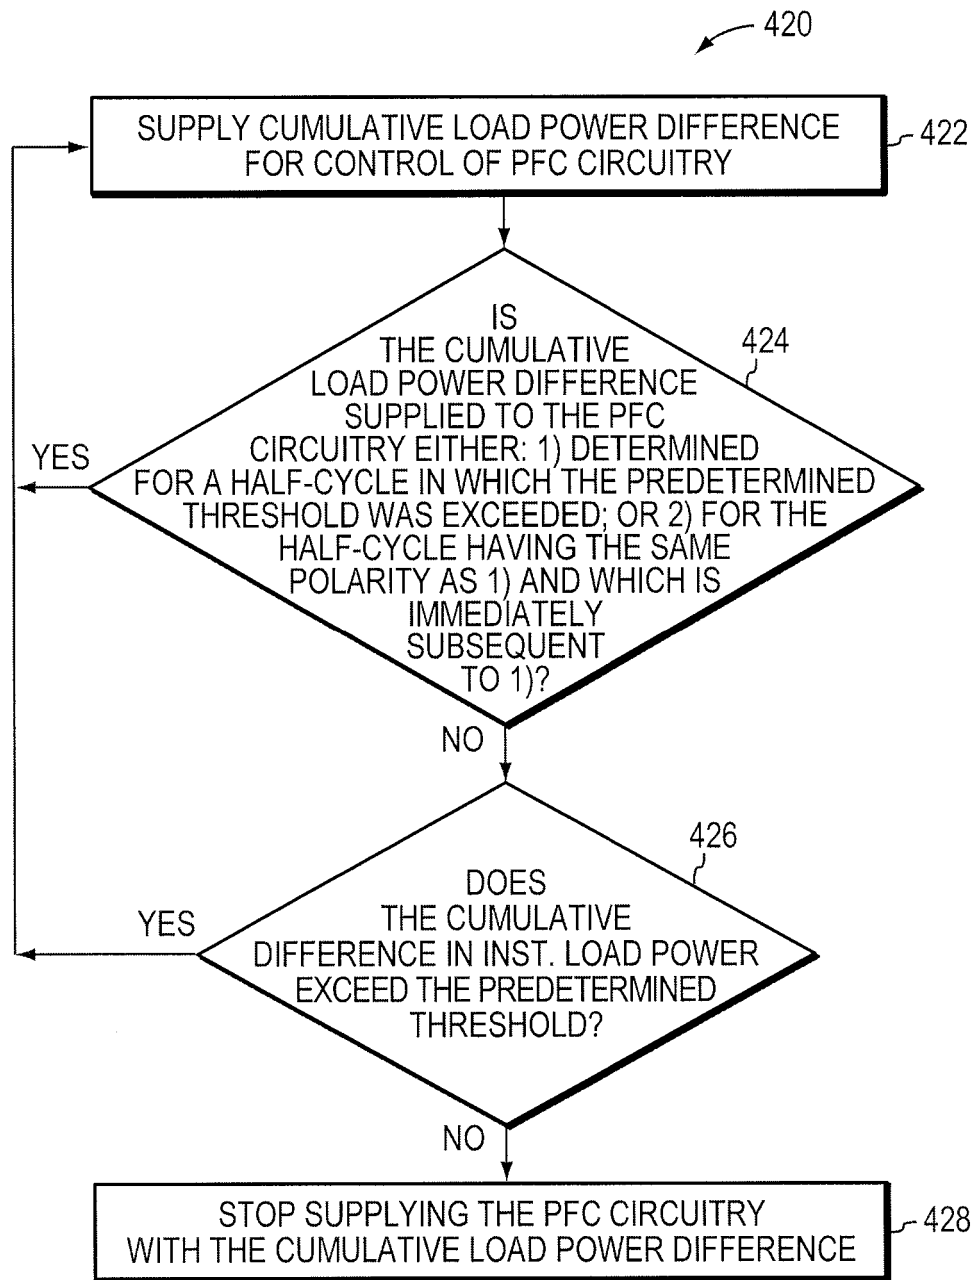 420
SUPPLY CUMULATIVE LOAD POWER DIFFERENCE
FOR CONTROL OF PFC CIRCUITRY
422
IS
THE CUMULATIVE
LOAD POWER DIFFERENCE
SUPPLIED TO THE PFC
CIRCUITRY EITHER: 1) DETERMINED
FOR A HALF-CYCLE IN WHICH THE PREDETERMINED
THRESHOLD WAS EXCEEDED; OR 2) FOR THE
HALF-CYCLE HAVING THE SAME
POLARITY AS 1) AND WHICH IS
IMMEDIATELY
SUBSEQUENT
TO 1)?
424
YES
NO
DOES
THE CUMULATIVE
DIFFERENCE IN INST. LOAD POWER
EXCEED THE PREDETERMINED
THRESHOLD?
426
YES
NO
STOP SUPPLYING THE PFC CIRCUITRY
WITH THE CUMULATIVE LOAD POWER DIFFERENCE
428